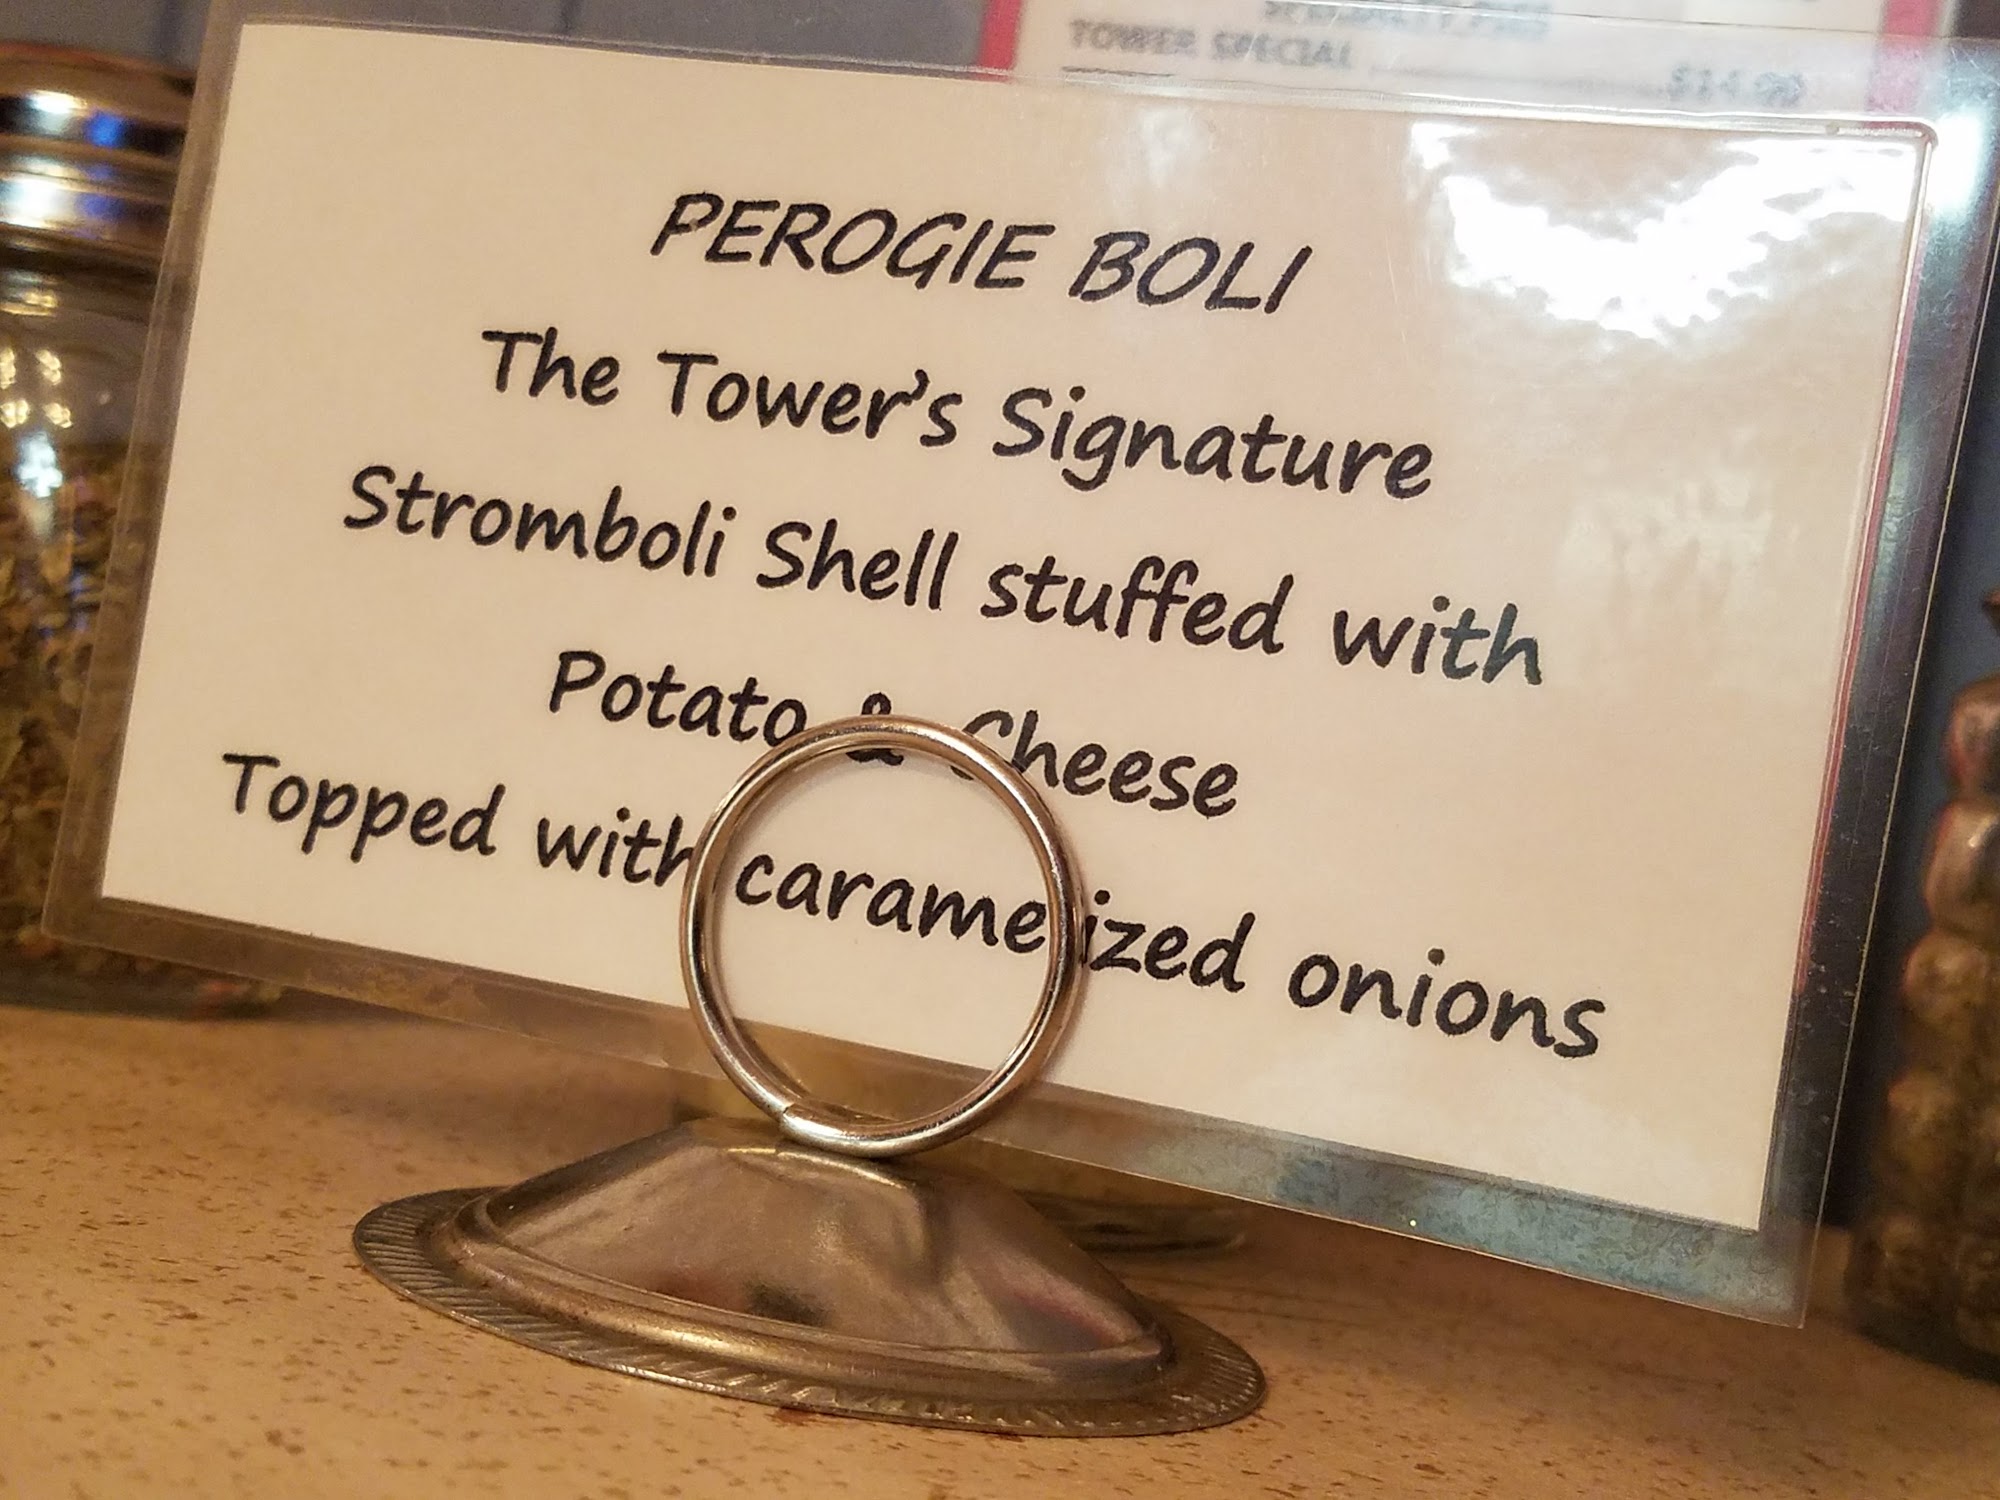 TOWER SPECIAL
PEROGIE BOLI
The Tower's Signature
Stromboli Shell stuffed with
Potato & Cheese
Topped with caramelized onions